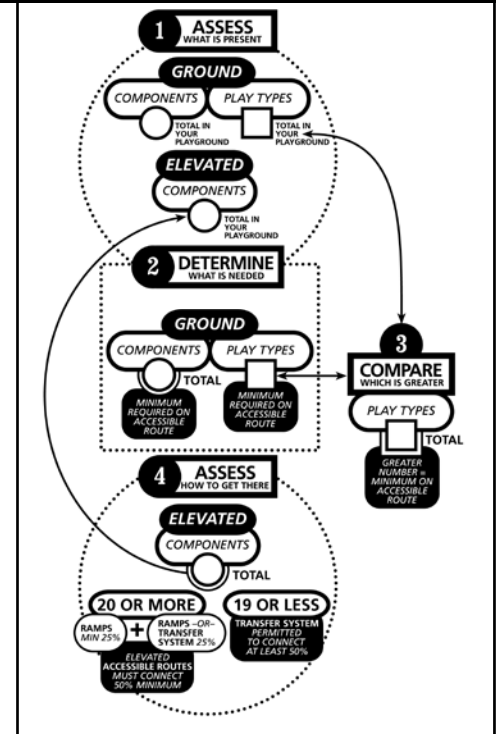 1 ASSESS
WHAT IS PRESENT
GROUND
COMPONENTS
PLAY TYPES
TOTAL IN
YOUR
PLAYGROUND
TOTAL IN
YOUR
PLAYGROUND
ELEVATED
COMPONENTS
TOTAL IN
YOUR
PLAYGROUND
2 DETERMINE
WHAT IS NEEDED
GROUND
COMPONENTS
PLAY TYPES
TOTAL
MINIMUM
REQUIRED ON
ACCESSIBLE
ROUTE
MINIMUM
REQUIRED ON
ACCESSIBLE
ROUTE
3
COMPARE
WHICH IS GREATER
PLAY TYPES
TOTAL
GREATER
NUMBER =
MINIMUM ON
ACCESSIBLE
ROUTE
4 ASSESS
HOW TO GET THERE
ELEVATED
COMPONENTS
TOTAL
20 OR MORE
RAMPS
MIN 25%
+
RAMPS –OR–
TRANSFER
SYSTEM 25%
ELEVATED
ACCESSIBLE ROUTES
MUST CONNECT
50% MINIMUM
19 OR LESS
TRANSFER SYSTEM
PERMITTED
TO CONNECT
AT LEAST 50%